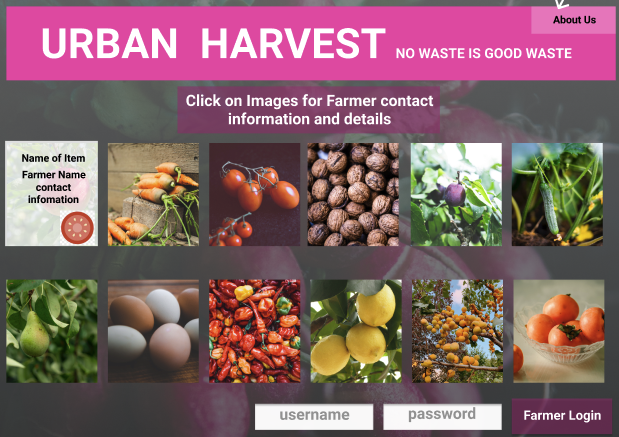 About Us
URBAN HARVEST NO WASTE IS GOOD WASTE
Click on Images for Farmer contact
information and details
Name of Item
Farmer Name
contact
infomation
username
password
Farmer Login